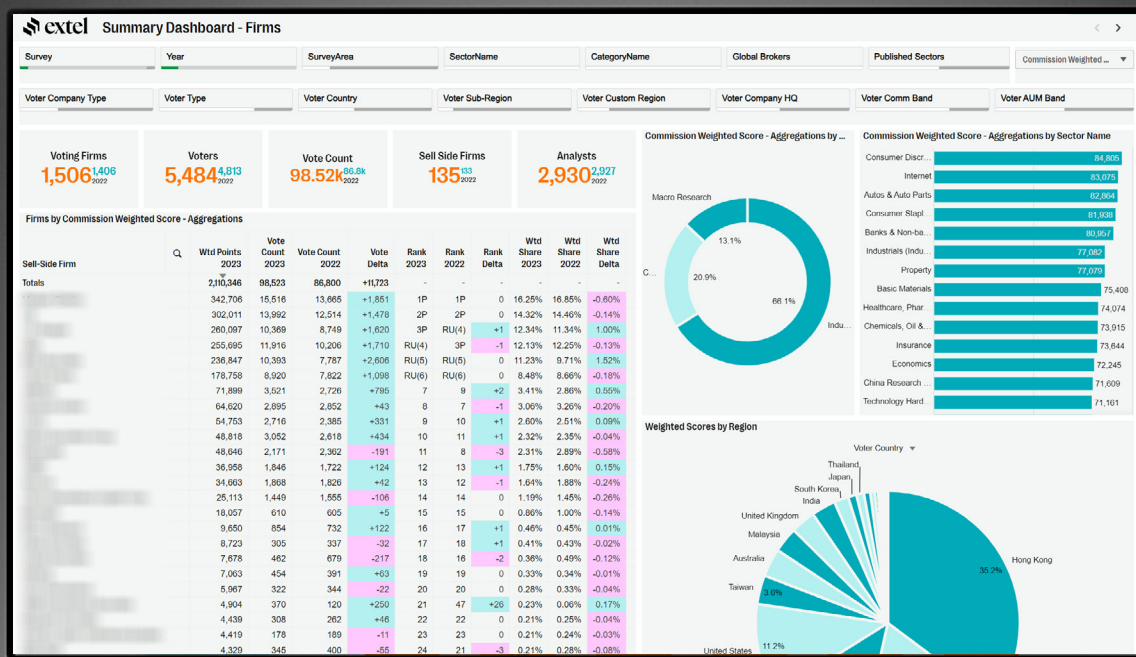 extel Summary Dashboard - Firms
Survey Year SurveyArea SectorName CategoryName Global Brokers Published Sectors Commission Weighted ...
Voter Company Type Voter Type Voter Country Voter Sub-Region Voter Custom Region Voter Company HQ Voter Comm Band Voter AUM Band
Voting Firms
1,506 1,406 2022
Voters
5,484 4,813 2022
Vote Count
98.52k 86.8k 2022
Sell Side Firms
135 133 2022
Analysts
2,930 2,927 2022
Firms by Commission Weighted Score - Aggregations
Sell-Side Firm Wtd Points 2023 Vote Count 2023 Vote Count 2022 Vote Delta Rank 2023 Rank 2022 Rank Delta Wtd Share 2023 Wtd Share 2022 Wtd Share Delta
Totals 2,110,346 98,523 86,800 +11,723 - - - - - -
342,706 15,516 13,665 +1,851 1P 1P 0 16.25% 16.85% -0.60%
302,011 13,992 12,514 +1,478 2P 2P 0 14.32% 14.46% -0.14%
260,097 10,369 8,749 +1,620 3P RU(4) +1 12.34% 11.34% 1.00%
255,695 11,916 10,206 +1,710 RU(4) 3P -1 12.13% 12.25% -0.13%
236,847 10,393 7,787 +2,606 RU(5) RU(5) 0 11.23% 9.71% 1.52%
178,758 8,920 7,822 +1,098 RU(6) RU(6) 0 8.48% 8.66% -0.18%
71,899 3,521 2,726 +795 7 9 +2 3.41% 2.86% 0.55%
64,620 2,895 2,852 +43 8 7 -1 3.06% 3.26% -0.20%
54,753 2,716 2,385 +331 9 10 +1 2.60% 2.51% 0.09%
48,818 3,052 2,618 +434 10 11 +1 2.32% 2.35% -0.04%
48,646 2,171 2,362 -191 11 8 -3 2.31% 2.89% -0.58%
36,958 1,846 1,722 +124 12 13 +1 1.75% 1.60% 0.15%
34,663 1,868 1,826 +42 13 12 -1 1.64% 1.88% -0.24%
25,113 1,449 1,555 -106 14 14 0 1.19% 1.45% -0.26%
18,057 610 605 +5 15 15 0 0.86% 1.00% -0.14%
9,650 854 732 +122 16 17 +1 0.46% 0.45% 0.01%
8,723 305 337 -32 17 18 +1 0.41% 0.43% -0.02%
7,678 462 679 -217 18 16 -2 0.36% 0.49% -0.12%
7,063 454 391 +63 19 19 0 0.33% 0.34% -0.01%
5,967 322 344 -22 20 20 0 0.28% 0.33% -0.04%
4,904 370 120 +250 21 47 +26 0.23% 0.06% 0.17%
4,439 308 262 +46 22 22 0 0.21% 0.25% -0.04%
4,419 178 189 -11 23 23 0 0.21% 0.24% -0.03%
4,329 345 400 -55 24 21 -3 0.21% 0.28% -0.08%
Commission Weighted Score - Aggregations by ...
Macro Research
13.1%
C... 20.9%
66.1%
Indu...
Commission Weighted Score - Aggregations by Sector Name
Consumer Discr... 84,805
Internet 83,075
Autos & Auto Parts 82,864
Consumer Stapl... 81,938
Banks & Non-ba... 80,957
Industrials (Indu... 77,082
Property 77,079
Basic Materials 75,408
Healthcare, Phar... 74,074
Chemicals, Oil &... 73,915
Insurance 73,644
Economics 72,245
China Research ... 71,609
Technology Hard... 71,161
Weighted Scores by Region
Voter Country
Thailand
Japan
South Korea
India
United Kingdom
Malaysia
Australia
Taiwan 3.6%
Hong Kong 35.2%
United States 11.2%